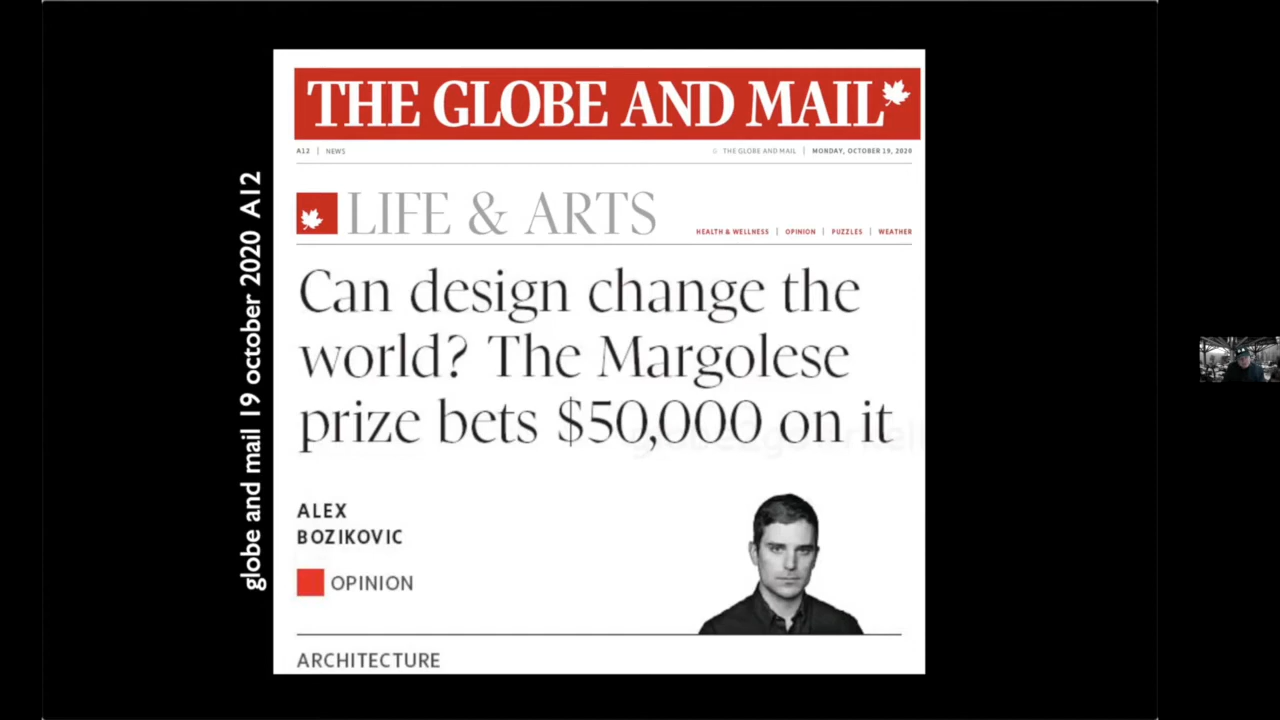 THE GLOBE AND MAIL
A12 | NEWS
© THE GLOBE AND MAIL | MONDAY, OCTOBER 19, 2020
LIFE & ARTS
HEALTH & WELLNESS | OPINION | PUZZLES | WEATHER
Can design change the
world? The Margolese
prize bets $50,000 on it
ALEX
BOZIKOVIC
OPINION
ARCHITECTURE
globe and mail 19 october 2020 A12